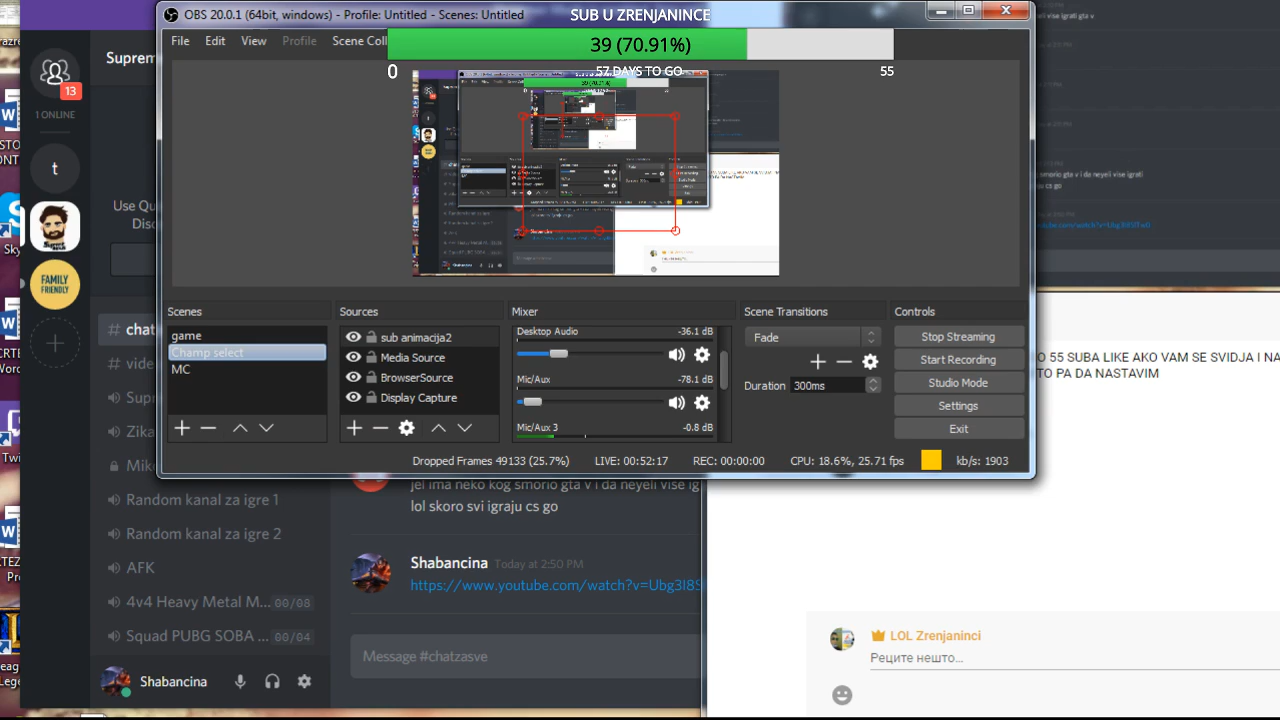 OBS 20.0.1 (64bit, windows) - Profile: Untitled - Scenes: Untitled
SUB U ZRENJANINCE
File Edit View Profile Scene Coll
39 (70.91%)
0
57 DAYS TO GO
55
13
1 ONLINE
t
FAMILY
FRIENDLY
Suprem
Use Qu
Disc
# chat
vide
Supr
Zika
Mik
Random kanal za igre 1
Random kanal za igre 2
AFK
4v4 Heavy Metal M... 00/08
Squad PUBG SOBA ... 00/04
Shabancina
Scenes
game
Champ select
MC
Sources
sub animacija2
Media Source
BrowserSource
Display Capture
Mixer
Desktop Audio -36.1 dB
Mic/Aux -78.1 dB
Mic/Aux 3 -0.8 dB
Scene Transitions
Fade
Duration 300ms
Controls
Stop Streaming
Start Recording
Studio Mode
Settings
Exit
Dropped Frames 49133 (25.7%) LIVE: 00:52:17 REC: 00:00:00 CPU: 18.6%, 25.71 fps kb/s: 1903
jel ima neko kog smorio gta v i da neyeli vise ig
lol skoro svi igraju cs go
Shabancina Today at 2:50 PM
https://www.youtube.com/watch?v=Ubg3I8S
Message #chatzasve
O 55 SUBA LIKE AKO VAM SE SVIDJA I NA
TO PA DA NASTAVIM
LOL Zrenjaninci
Реците нешто...